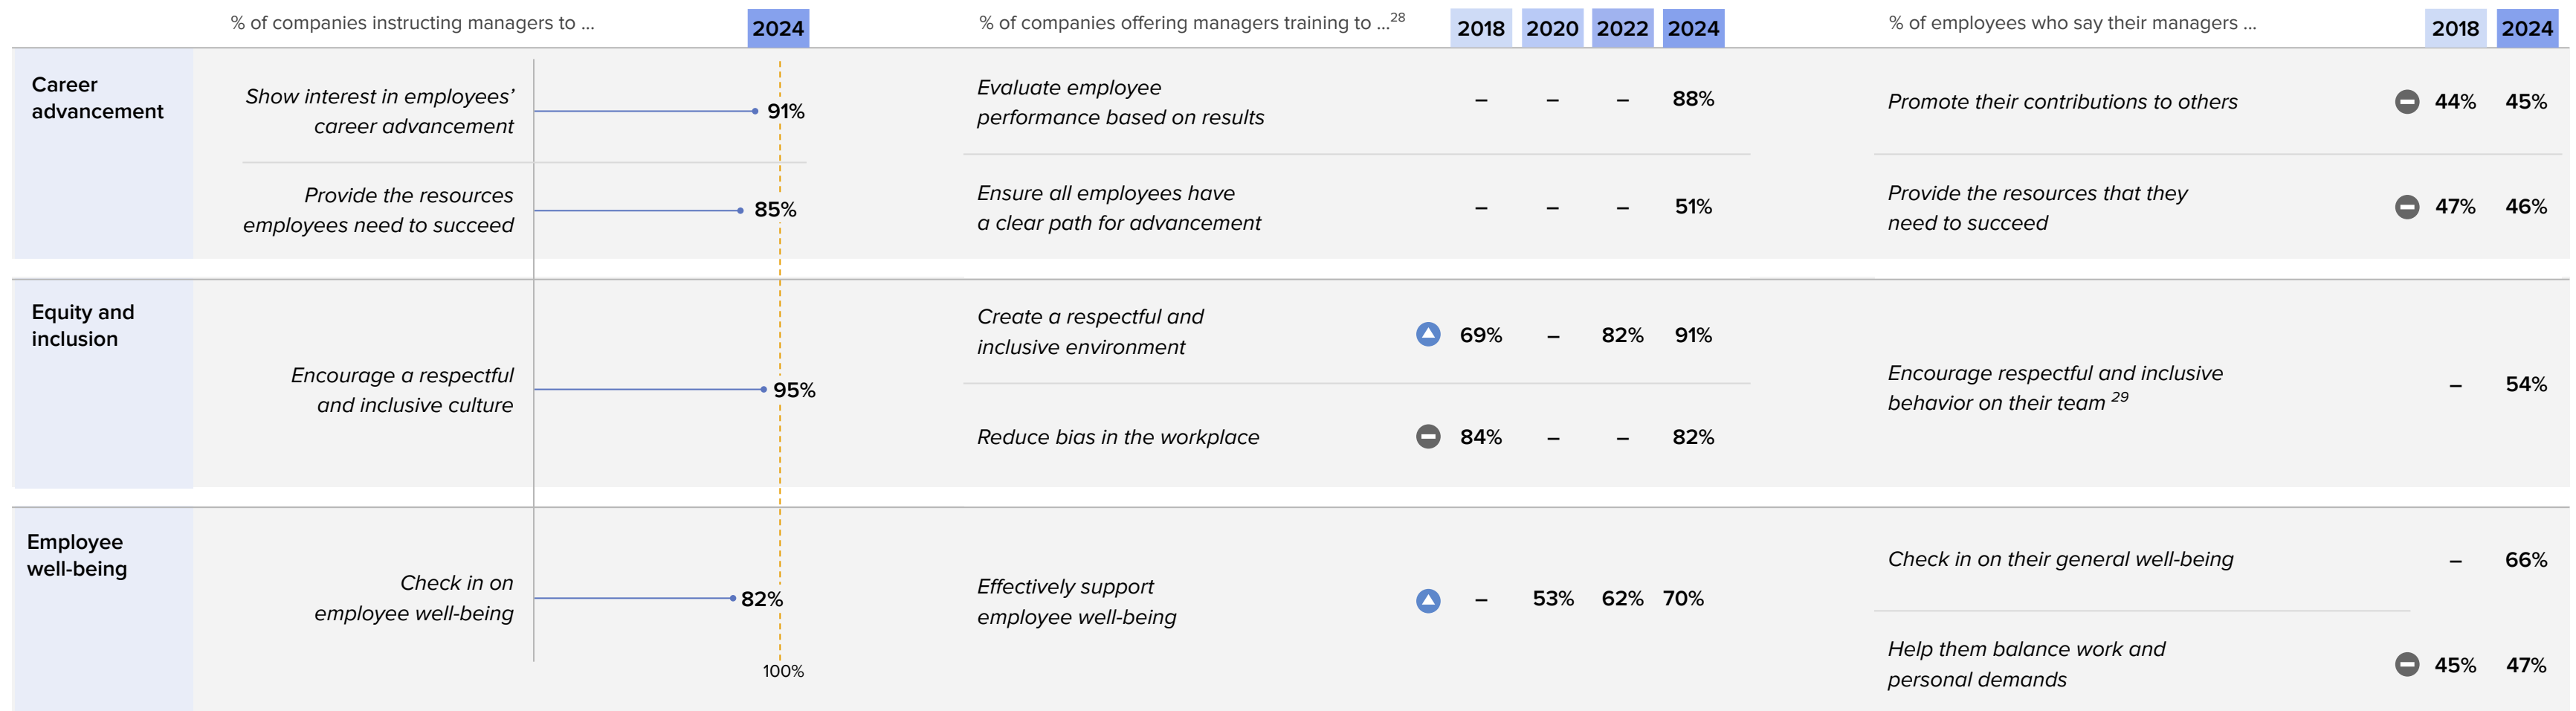 % of companies instructing managers to ...
2024
% of companies offering managers training to ...28
2018 2020 2022 2024
% of employees who say their managers ...
2018 2024
Career
advancement
Show interest in employees’
career advancement
91%
Provide the resources
employees need to succeed
85%
Evaluate employee
performance based on results
– – – 88%
Ensure all employees have
a clear path for advancement
– – – 51%
Promote their contributions to others
44% 45%
Provide the resources that they
need to succeed
47% 46%
Equity and
inclusion
Encourage a respectful
and inclusive culture
95%
Create a respectful and
inclusive environment
69% – 82% 91%
Reduce bias in the workplace
84% – – 82%
Encourage respectful and inclusive
behavior on their team 29
– 54%
Employee
well-being
Check in on
employee well-being
82%
100%
Effectively support
employee well-being
– 53% 62% 70%
Check in on their general well-being
– 66%
Help them balance work and
personal demands
45% 47%